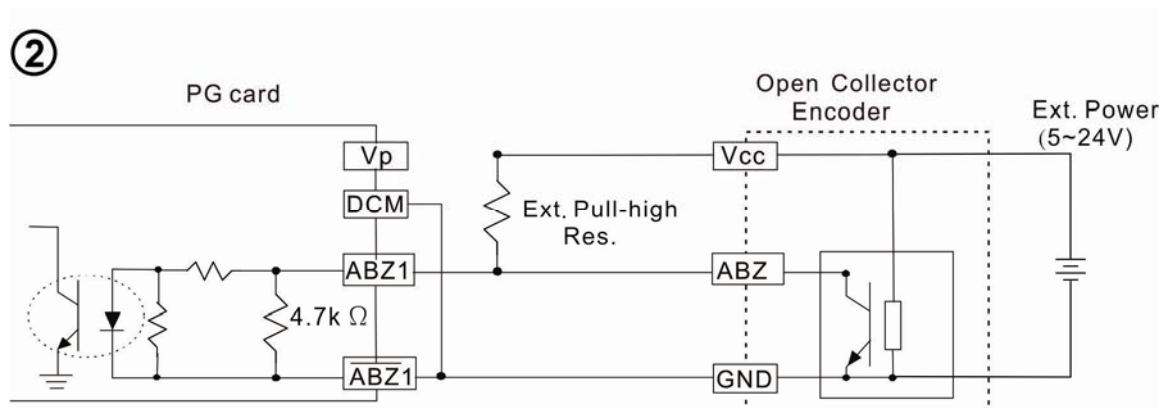 ②
PG card
Open Collector
Encoder
Ext. Power
(5~24V)
Vp
Vcc
DCM
Ext. Pull-high
Res.
ABZ1
ABZ
4.7k Ω
A̅B̅Z̅1
GND